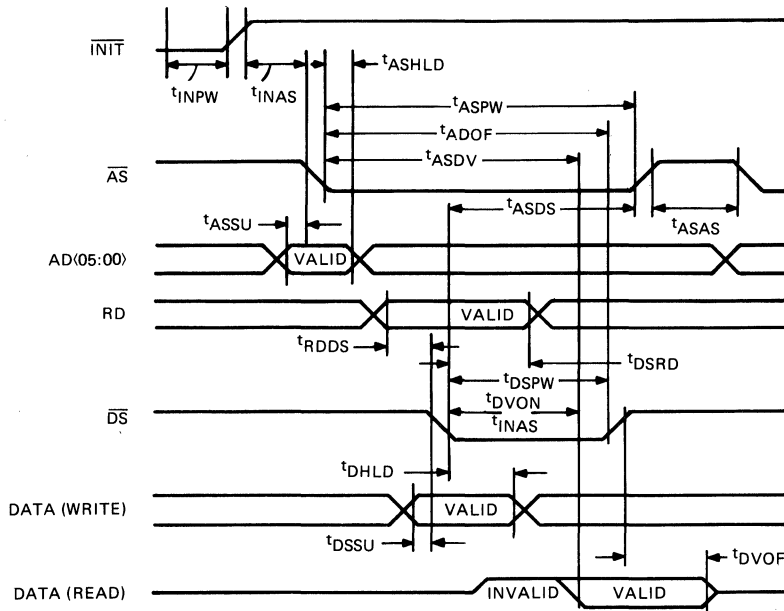 INIT
tINPW
tINAS
tASHLD
tASPW
tADOF
tASDV
AS
tASDS
tASAS
tASSU
AD⟨05:00⟩
VALID
RD
VALID
tRDDS
tDSRD
tDSPW
tDVON
tINAS
DS
tDHLD
DATA (WRITE)
VALID
tDSSU
tDVOF
DATA (READ)
INVALID
VALID